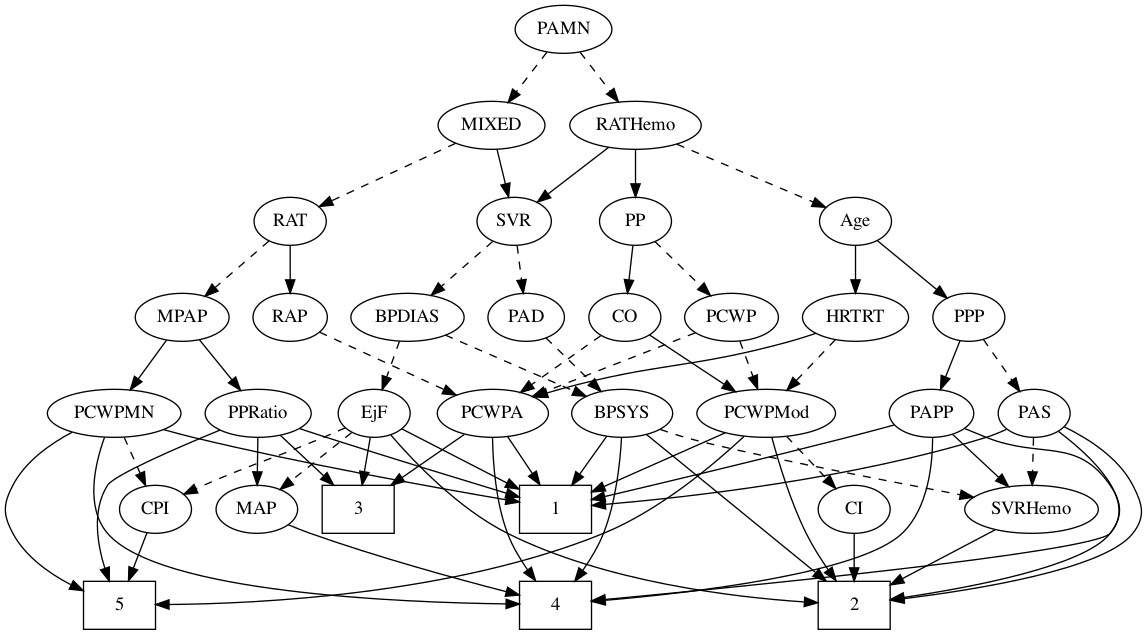 PAMN
MIXED RATHemo
RAT SVR PP Age
MPAP RAP BPDIAS PAD CO PCWP HRTRT PPP
PCWPMN PPRatio EjF PCWPA BPSYS PCWPMod PAPP PAS
CPI MAP 3 1 CI SVRHemo
5 4 2